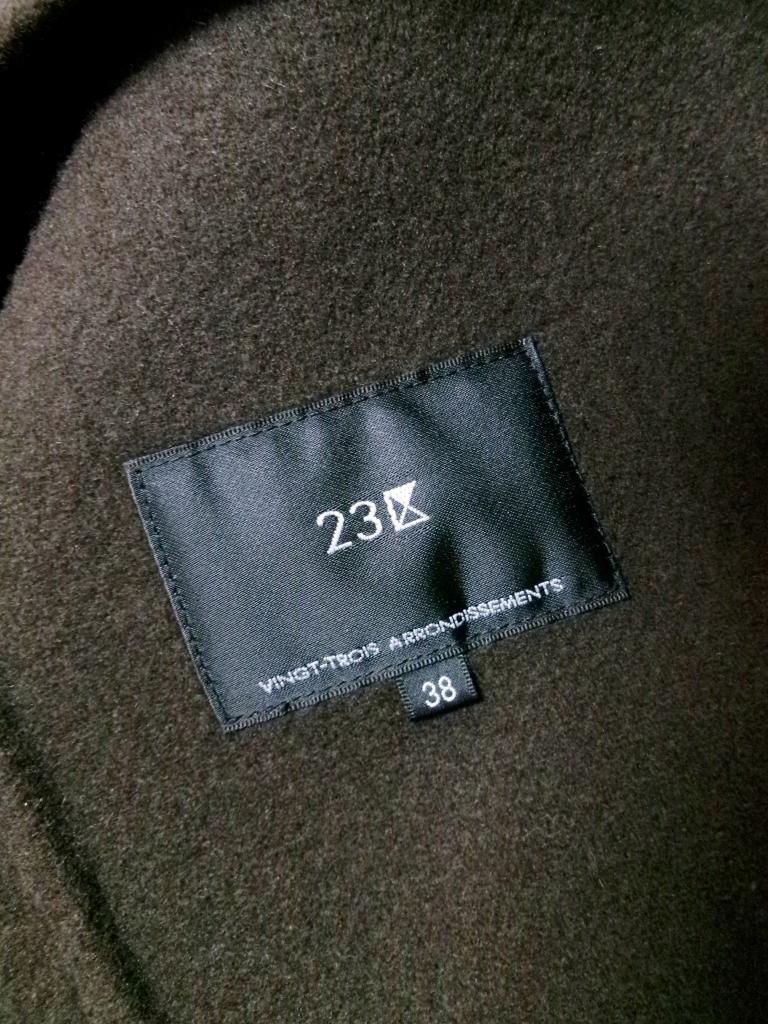 23区
VINGT-TROIS ARRONDISSEMENTS
38